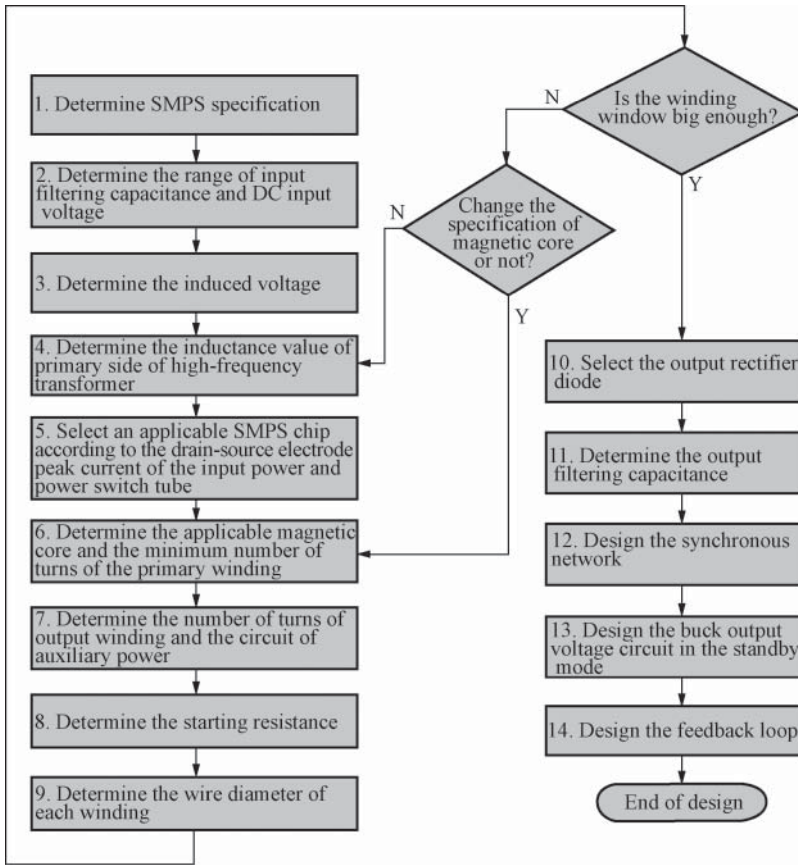 1. Determine SMPS specification
2. Determine the range of input
filtering capacitance and DC input
voltage
3. Determine the induced voltage
4. Determine the inductance value of
primary side of high-frequency
transformer
5. Select an applicable SMPS chip
according to the drain-source electrode
peak current of the input power and
power switch tube
6. Determine the applicable magnetic
core and the minimum number of
turns of the primary winding
7. Determine the number of turns of
output winding and the circuit of
auxiliary power
8. Determine the starting resistance
9. Determine the wire diameter of
each winding
Is the winding
window big enough?
N
Y
Change the
specification of
magnetic core
or not?
N
Y
10. Select the output rectifier
diode
11. Determine the output
filtering capacitance
12. Design the synchronous
network
13. Design the buck output
voltage circuit in the standby
mode
14. Design the feedback loop
End of design